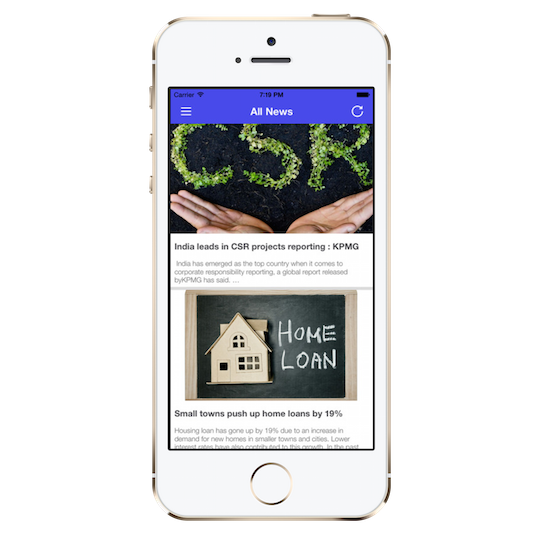 Carrier 7:19 PM
All News
CSR
India leads in CSR projects reporting : KPMG
India has emerged as the top country when it comes to
corporate responsibility reporting, a global report released
byKPMG has said. ...
HOME
LOAN
Small towns push up home loans by 19%
Housing loan has gone up by 19% due to an increase in
demand for new homes in smaller towns and cities. Lower
interest rates have also contributed to this growth. In the past